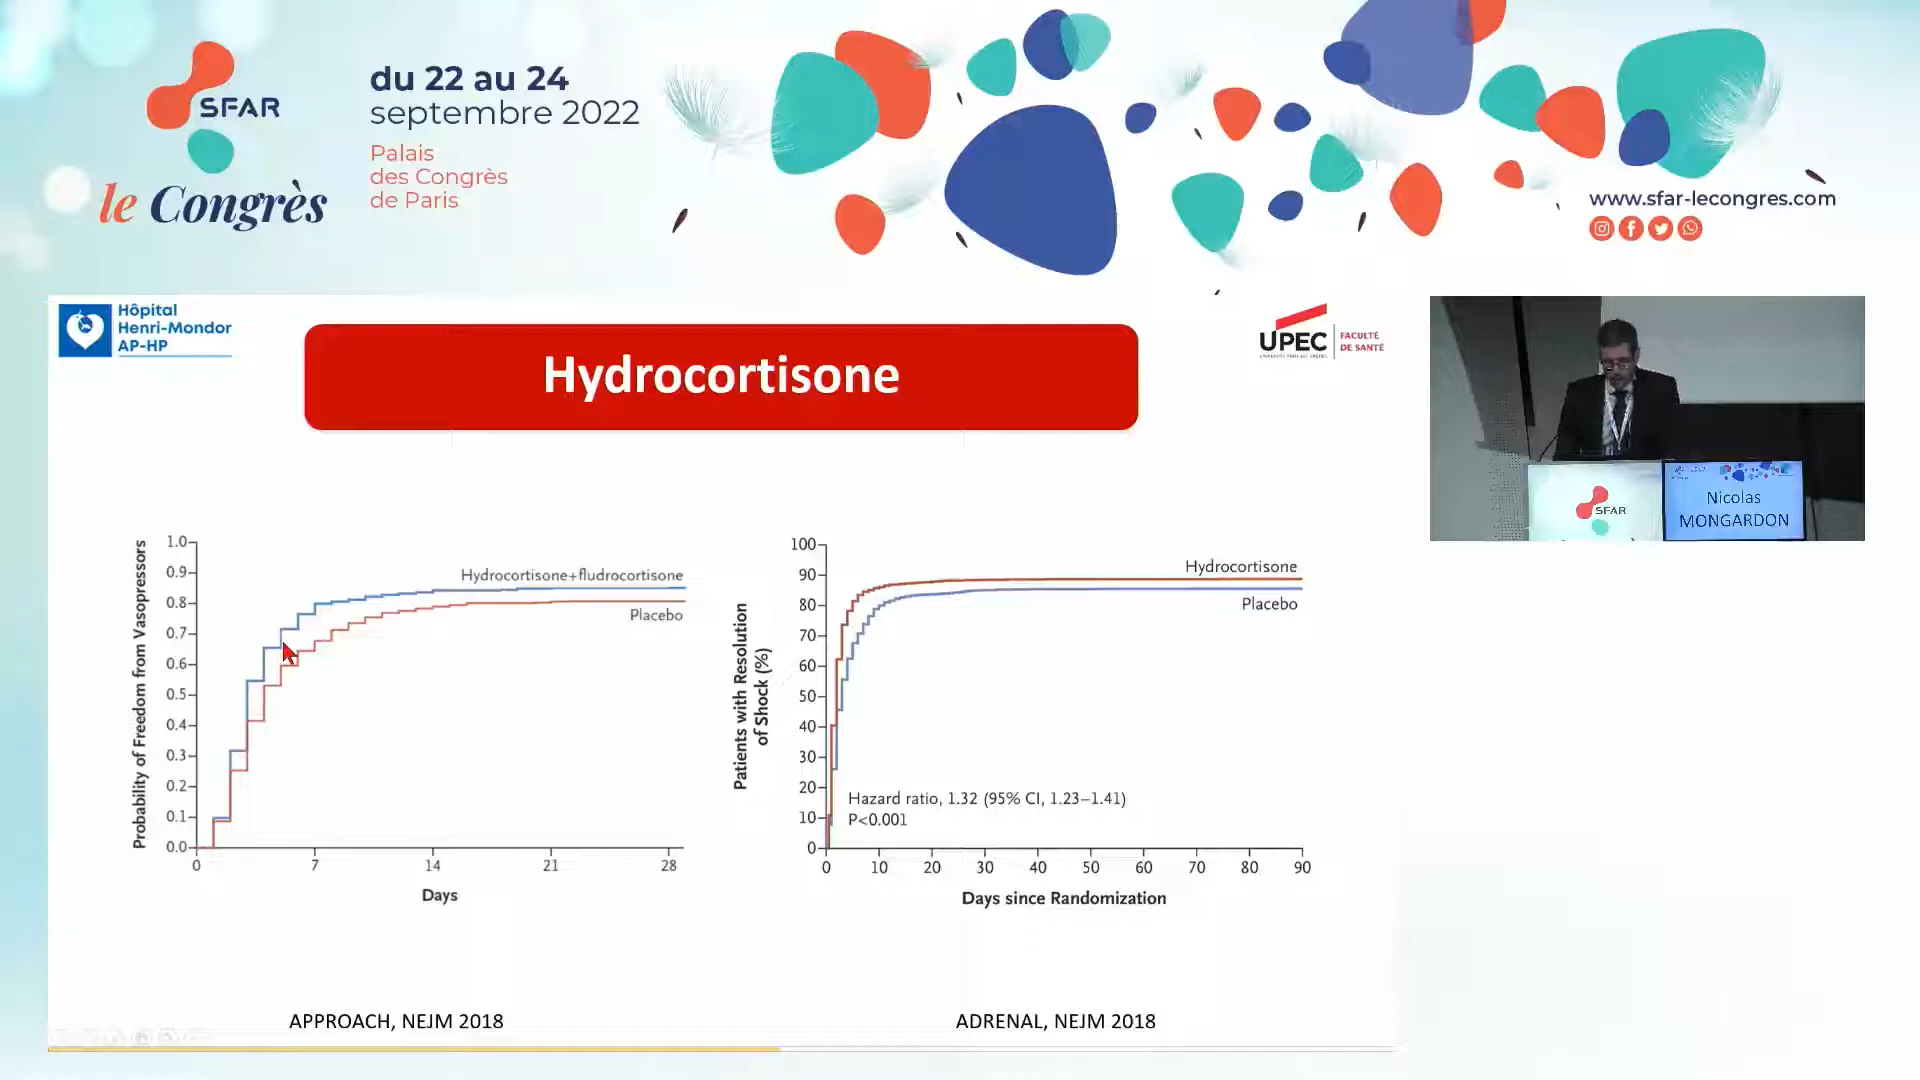 SFAR
le Congrès
du 22 au 24
septembre 2022
Palais
des Congrès
de Paris
www.sfar-lecongres.com
Hôpital
Henri-Mondor
AP-HP
Hydrocortisone
UPEC
FACULTÉ
DE SANTÉ
SFAR
Nicolas
MONGARDON
Probability of Freedom from Vasopressors
1.0
0.9
0.8
0.7
0.6
0.5
0.4
0.3
0.2
0.1
0.0
Hydrocortisone+fludrocortisone
Placebo
0 7 14 21 28
Days
Patients with Resolution
of Shock (%)
100
90
80
70
60
50
40
30
20
10
0
Hydrocortisone
Placebo
Hazard ratio, 1.32 (95% CI, 1.23–1.41)
P<0.001
0 10 20 30 40 50 60 70 80 90
Days since Randomization
APPROACH, NEJM 2018
ADRENAL, NEJM 2018